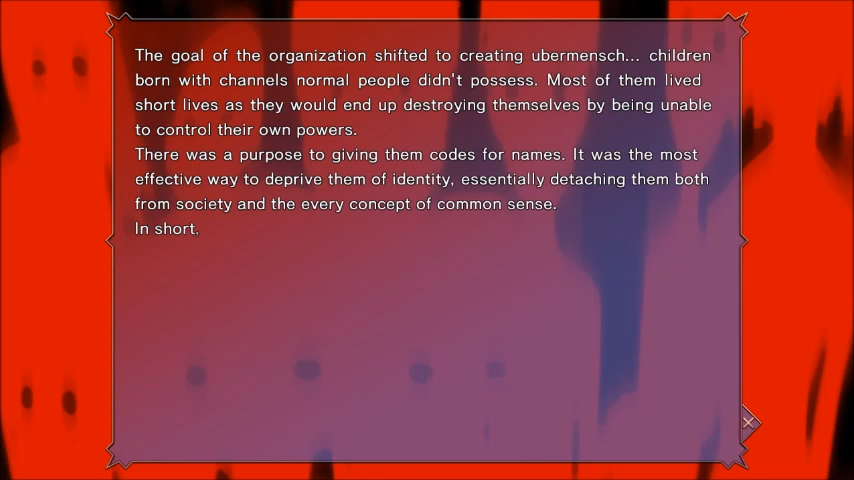 The goal of the organization shifted to creating ubermensch... children
born with channels normal people didn't possess. Most of them lived
short lives as they would end up destroying themselves by being unable
to control their own powers.
There was a purpose to giving them codes for names. It was the most
effective way to deprive them of identity, essentially detaching them both
from society and the every concept of common sense.
In short,